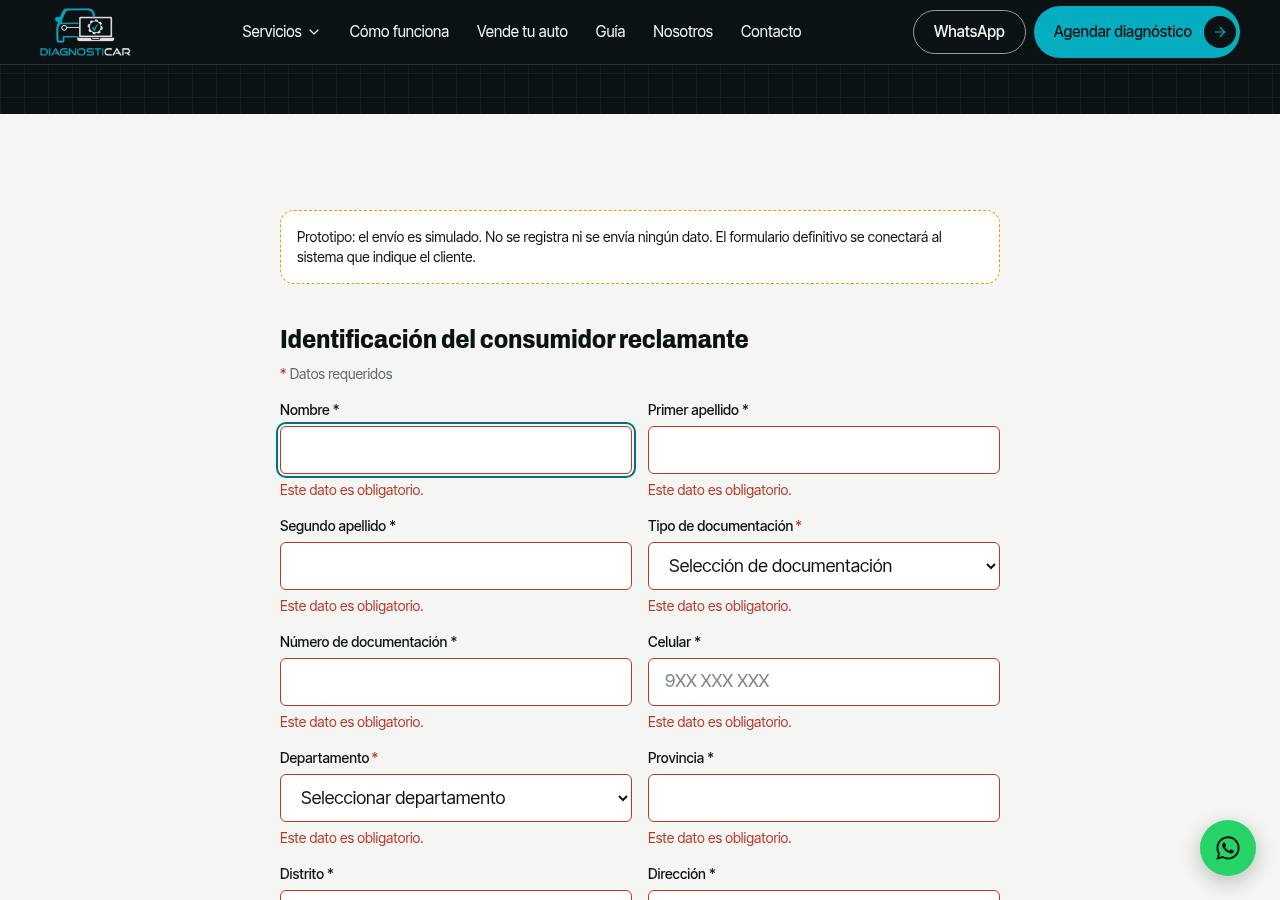 DIAGNOSTICAR
Servicios
Cómo funciona
Vende tu auto
Guía
Nosotros
Contacto
WhatsApp
Agendar diagnóstico
Prototipo: el envío es simulado. No se registra ni se envía ningún dato. El formulario definitivo se conectará al
sistema que indique el cliente.
Identificación del consumidor reclamante
* Datos requeridos
Nombre *
Primer apellido *
Este dato es obligatorio.
Este dato es obligatorio.
Segundo apellido *
Tipo de documentación *
Selección de documentación
Este dato es obligatorio.
Este dato es obligatorio.
Número de documentación *
Celular *
9XX XXX XXX
Este dato es obligatorio.
Este dato es obligatorio.
Departamento *
Provincia *
Seleccionar departamento
Este dato es obligatorio.
Este dato es obligatorio.
Distrito *
Dirección *